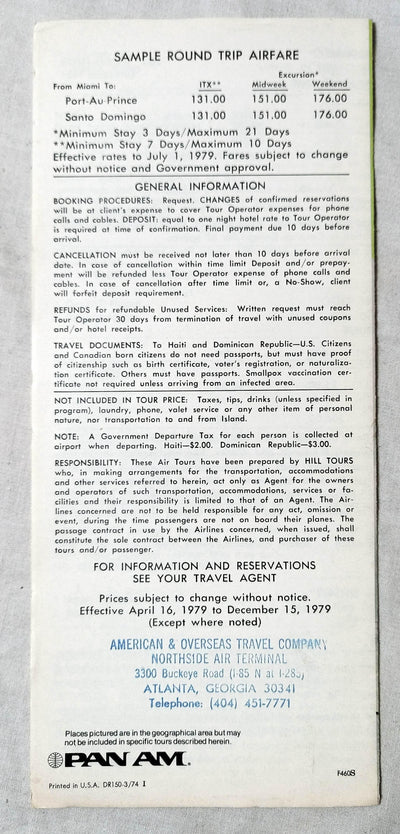 SAMPLE ROUND TRIP AIRFARE
Excursion*
From Miami To: ITX** Midweek Weekend
Port-Au-Prince 131.00 151.00 176.00
Santo Domingo 131.00 151.00 176.00
*Minimum Stay 3 Days/Maximum 21 Days
**Minimum Stay 7 Days/Maximum 10 Days
Effective rates to July 1, 1979. Fares subject to change
without notice and Government approval.
GENERAL INFORMATION
BOOKING PROCEDURES: Request. CHANGES of confirmed reservations
will be at client's expense to cover Tour Operator expenses for phone
calls and cables. DEPOSIT: equal to one night hotel rate to Tour Operator
is required at time of confirmation. Final payment due 10 days before
arrival.
CANCELLATION must be received not later than 10 days before arrival
date. In case of cancellation within time limit Deposit and/or prepay-
ment will be refunded less Tour Operator expense of phone calls and
cables. In case of cancellation after time limit or, a No-Show, client
will forfeit deposit requirement.
REFUNDS for refundable Unused Services: Written request must reach
Tour Operator 30 days from termination of travel with unused coupons
and/or hotel receipts.
TRAVEL DOCUMENTS: To Haiti and Dominican Republic—U.S. Citizens
and Canadian born citizens do not need passports, but must have proof
of citizenship such as birth certificate, voter's registration, or naturaliza-
tion certificate. Others must have passports. Smallpox vaccination cer-
tificate not required unless arriving from an infected area.
NOT INCLUDED IN TOUR PRICE: Taxes, tips, drinks (unless specified in
program), laundry, phone, valet service or any other item of personal
nature, nor transportation to and from Island.
NOTE: A Government Departure Tax for each person is collected at
airport when departing. Haiti—$2.00. Dominican Republic—$3.00.
RESPONSIBILITY: These Air Tours have been prepared by HILL TOURS
who, in making arrangements for the transportation, accommodations
and other services referred to herein, act only as Agent for the owners
and operators of such transportation, accommodations, services or fa-
cilities and their responsibility is limited to that of an Agent. The Air-
lines concerned are not to be held responsible for any act, omission or
event, during the time passengers are not on board their planes. The
passage contract in use by the Airlines concerned, when issued, shall
constitute the sole contract between the Airlines, and purchaser of these
tours and/or passenger.
FOR INFORMATION AND RESERVATIONS
SEE YOUR TRAVEL AGENT
Prices subject to change without notice.
Effective April 16, 1979 to December 15, 1979
(Except where noted)
AMERICAN & OVERSEAS TRAVEL COMPANY
NORTHSIDE AIR TERMINAL
3300 Buckeye Road (I-85 N at I-285)
ATLANTA, GEORGIA 30341
Telephone: (404) 451-7771
Places pictured are in the geographical area but may
not be included in specific tours described herein.
PAN AM.
F460S
Printed in U.S.A. DR150-3/74 I